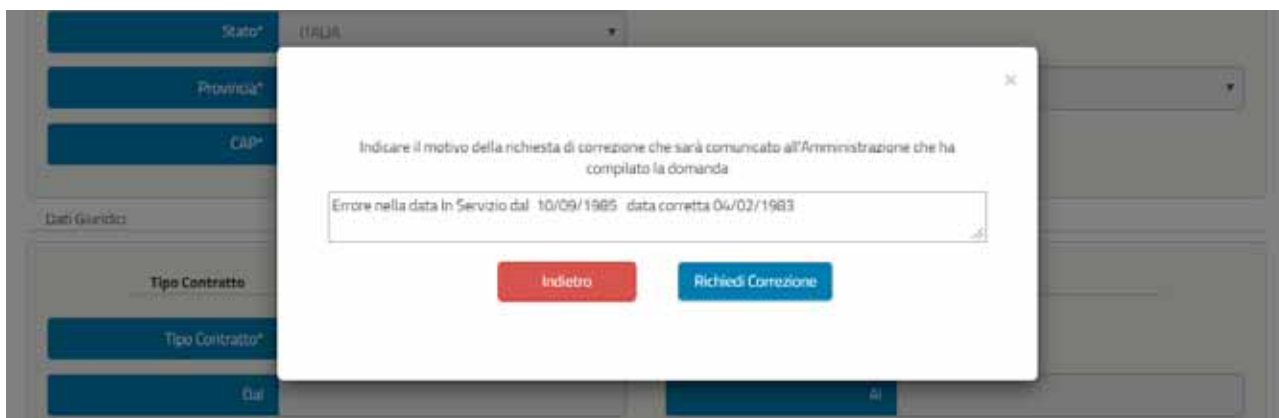 Stato*
ITALIA
Provincia*
CAP*
×
Indicare il motivo della richiesta di correzione che sarà comunicato all'Amministrazione che ha
compilato la domanda
Errore nella data In Servizio dal 10/09/1985 data corretta 04/02/1983
Indietro
Richiedi Correzione
Dati Giuridici
Tipo Contratto
Tipo Contratto*
Dal
Al